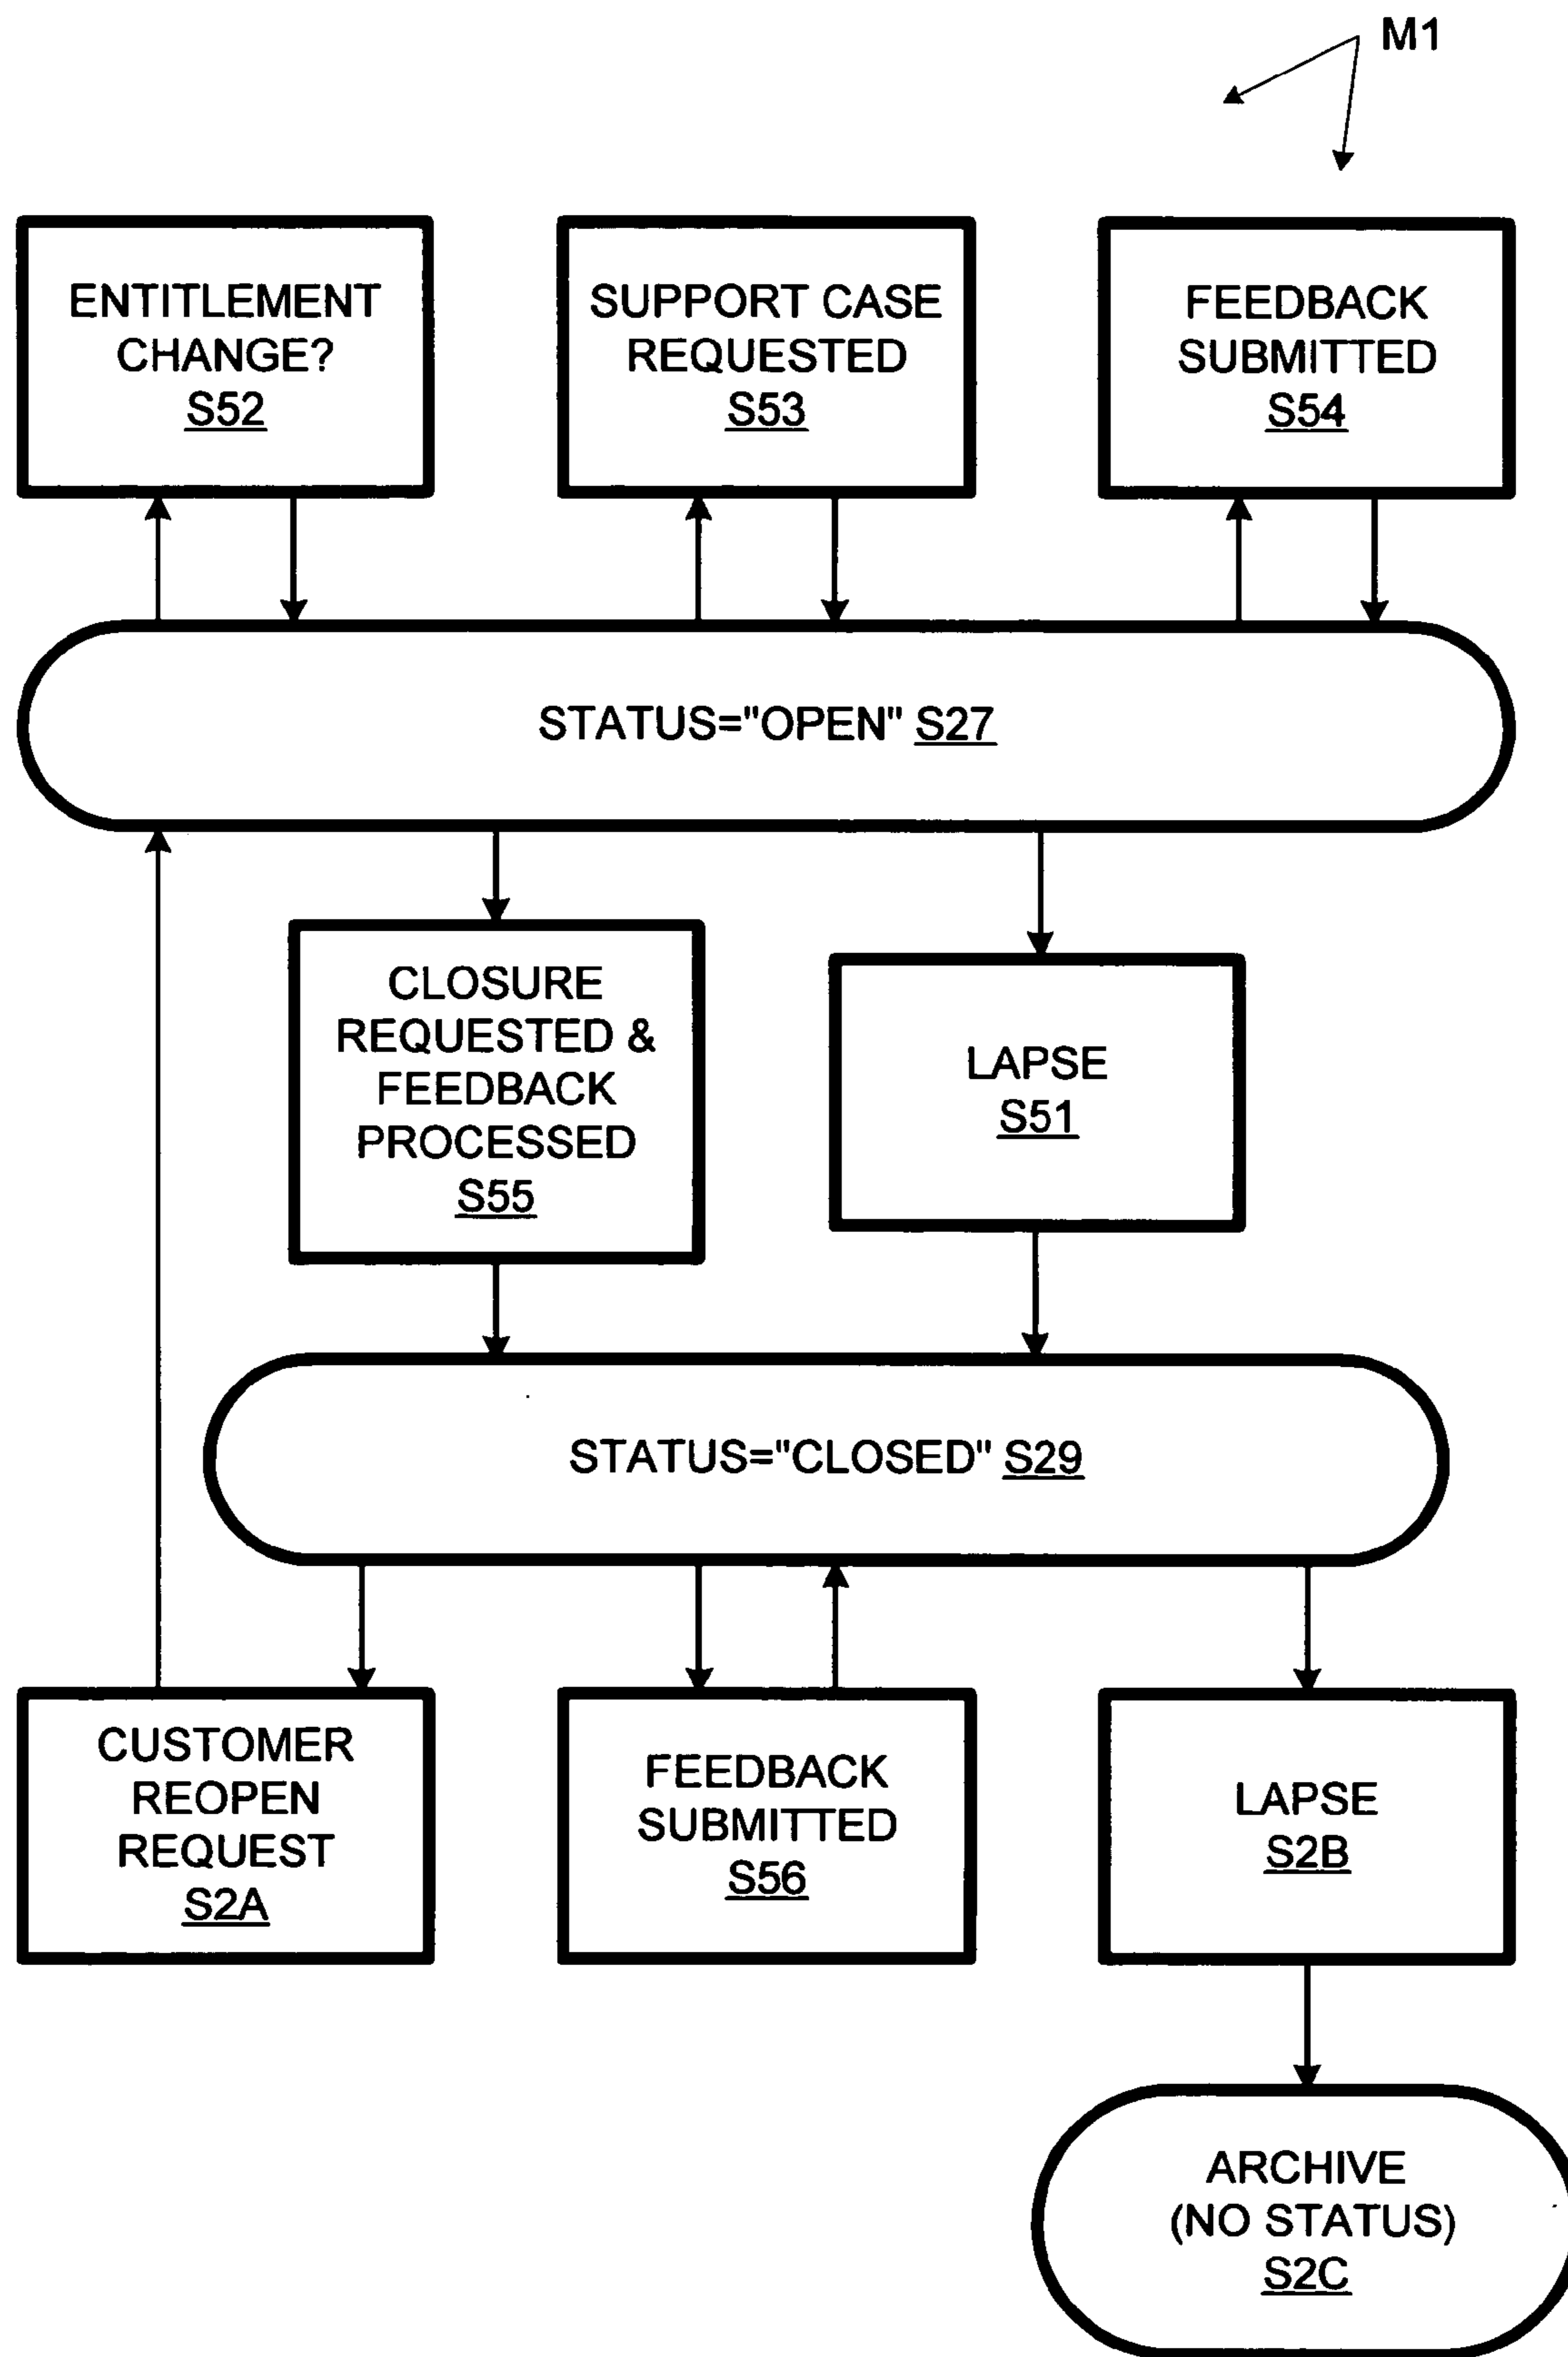 M1
ENTITLEMENT
CHANGE?
S52
SUPPORT CASE
REQUESTED
S53
FEEDBACK
SUBMITTED
S54
STATUS="OPEN" S27
CLOSURE
REQUESTED &
FEEDBACK
PROCESSED
S55
LAPSE
S51
STATUS="CLOSED" S29
CUSTOMER
REOPEN
REQUEST
S2A
FEEDBACK
SUBMITTED
S56
LAPSE
S2B
ARCHIVE
(NO STATUS)
S2C